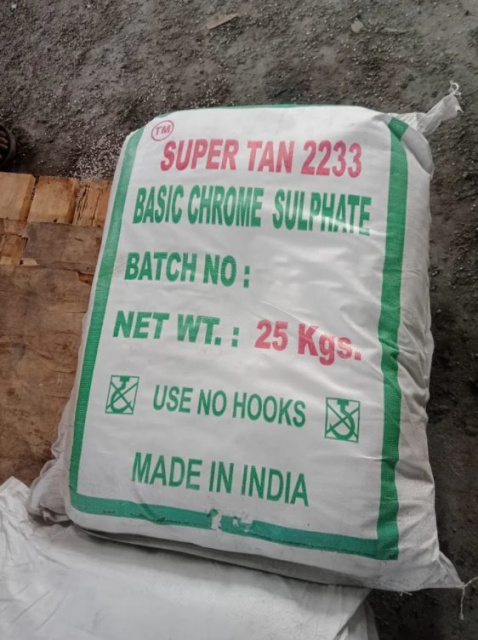 TM
SUPER TAN 2233
BASIC CHROME SULPHATE
BATCH NO :
NET WT. : 25 Kgs.
USE NO HOOKS
MADE IN INDIA